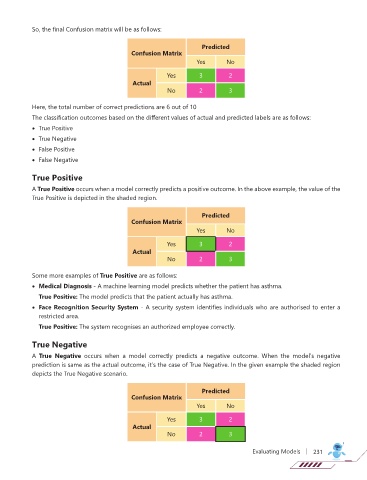 So, the final Confusion matrix will be as follows:
Confusion Matrix
Predicted
Yes No
Actual
Yes 3 2
No 2 3
Here, the total number of correct predictions are 6 out of 10
The classification outcomes based on the different values of actual and predicted labels are as follows:
• True Positive
• True Negative
• False Positive
• False Negative
True Positive
A True Positive occurs when a model correctly predicts a positive outcome. In the above example, the value of the
True Positive is depicted in the shaded region.
Confusion Matrix
Predicted
Yes No
Actual
Yes 3 2
No 2 3
Some more examples of True Positive are as follows:
• Medical Diagnosis - A machine learning model predicts whether the patient has asthma.
True Positive: The model predicts that the patient actually has asthma.
• Face Recognition Security System - A security system identifies individuals who are authorised to enter a
restricted area.
True Positive: The system recognises an authorized employee correctly.
True Negative
A True Negative occurs when a model correctly predicts a negative outcome. When the model's negative
prediction is same as the actual outcome, it's the case of True Negative. In the given example the shaded region
depicts the True Negative scenario.
Confusion Matrix
Predicted
Yes No
Actual
Yes 3 2
No 2 3
Evaluating Models | 231